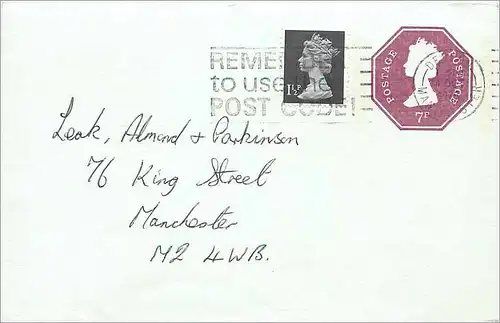 REMEMBER
to use the
POST CODE!
1½P
POSTAGE POSTAGE
7P
Leak, Almond & Parkinson
76 King Street
Manchester
M2 4WB.